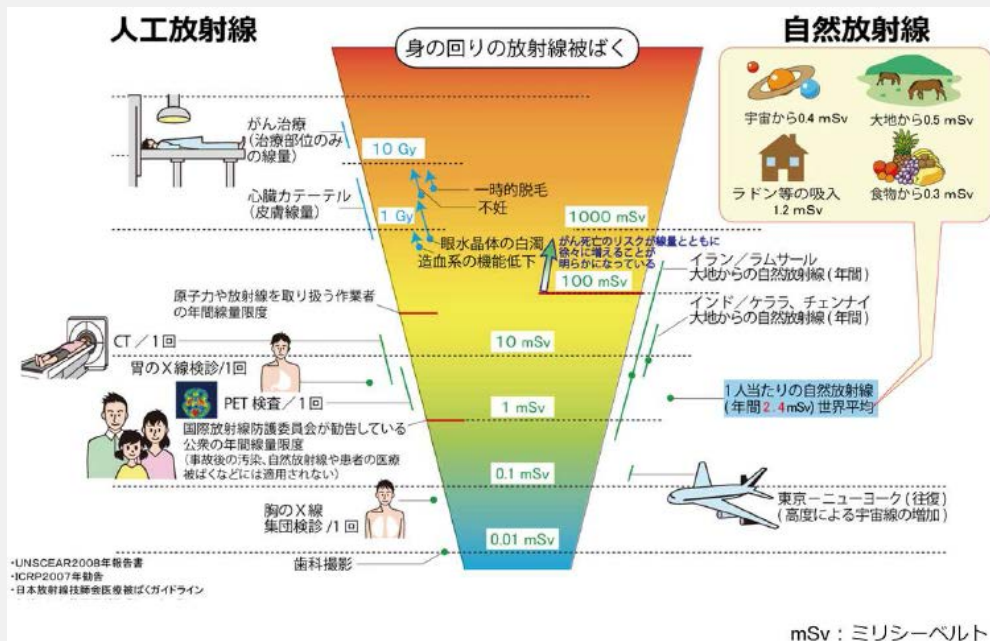 人工放射線
身の回りの放射線被ばく
自然放射線
宇宙から0.4 mSv
大地から0.5 mSv
ラドン等の吸入
1.2 mSv
食物から0.3 mSv
がん治療
(治療部位のみ
の線量)
10 Gy
心臓カテーテル
(皮膚線量)
1 Gy
一時的脱毛
不妊
眼水晶体の白濁
造血系の機能低下
1000 mSv
がん死亡のリスクが線量とともに
徐々に増えることが
明らかになっている
100 mSv
イラン/ラムサール
大地からの自然放射線(年間)
インド/ケララ、チェンナイ
大地からの自然放射線(年間)
原子力や放射線を取り扱う作業者
の年間線量限度
CT/1回
10 mSv
胃のX線検診/1回
PET検査/1回
1 mSv
1人当たりの自然放射線
(年間2.4mSv)世界平均
国際放射線防護委員会が勧告している
公衆の年間線量限度
(事故後の汚染、自然放射線や患者の医療
被ばくなどには適用されない)
0.1 mSv
東京-ニューヨーク(往復)
(高度による宇宙線の増加)
胸のX線
集団検診/1回
0.01 mSv
歯科撮影
・UNSCEAR2008年報告書
・ICRP2007年勧告
・日本放射線技師会医療被ばくガイドライン
mSv:ミリシーベルト